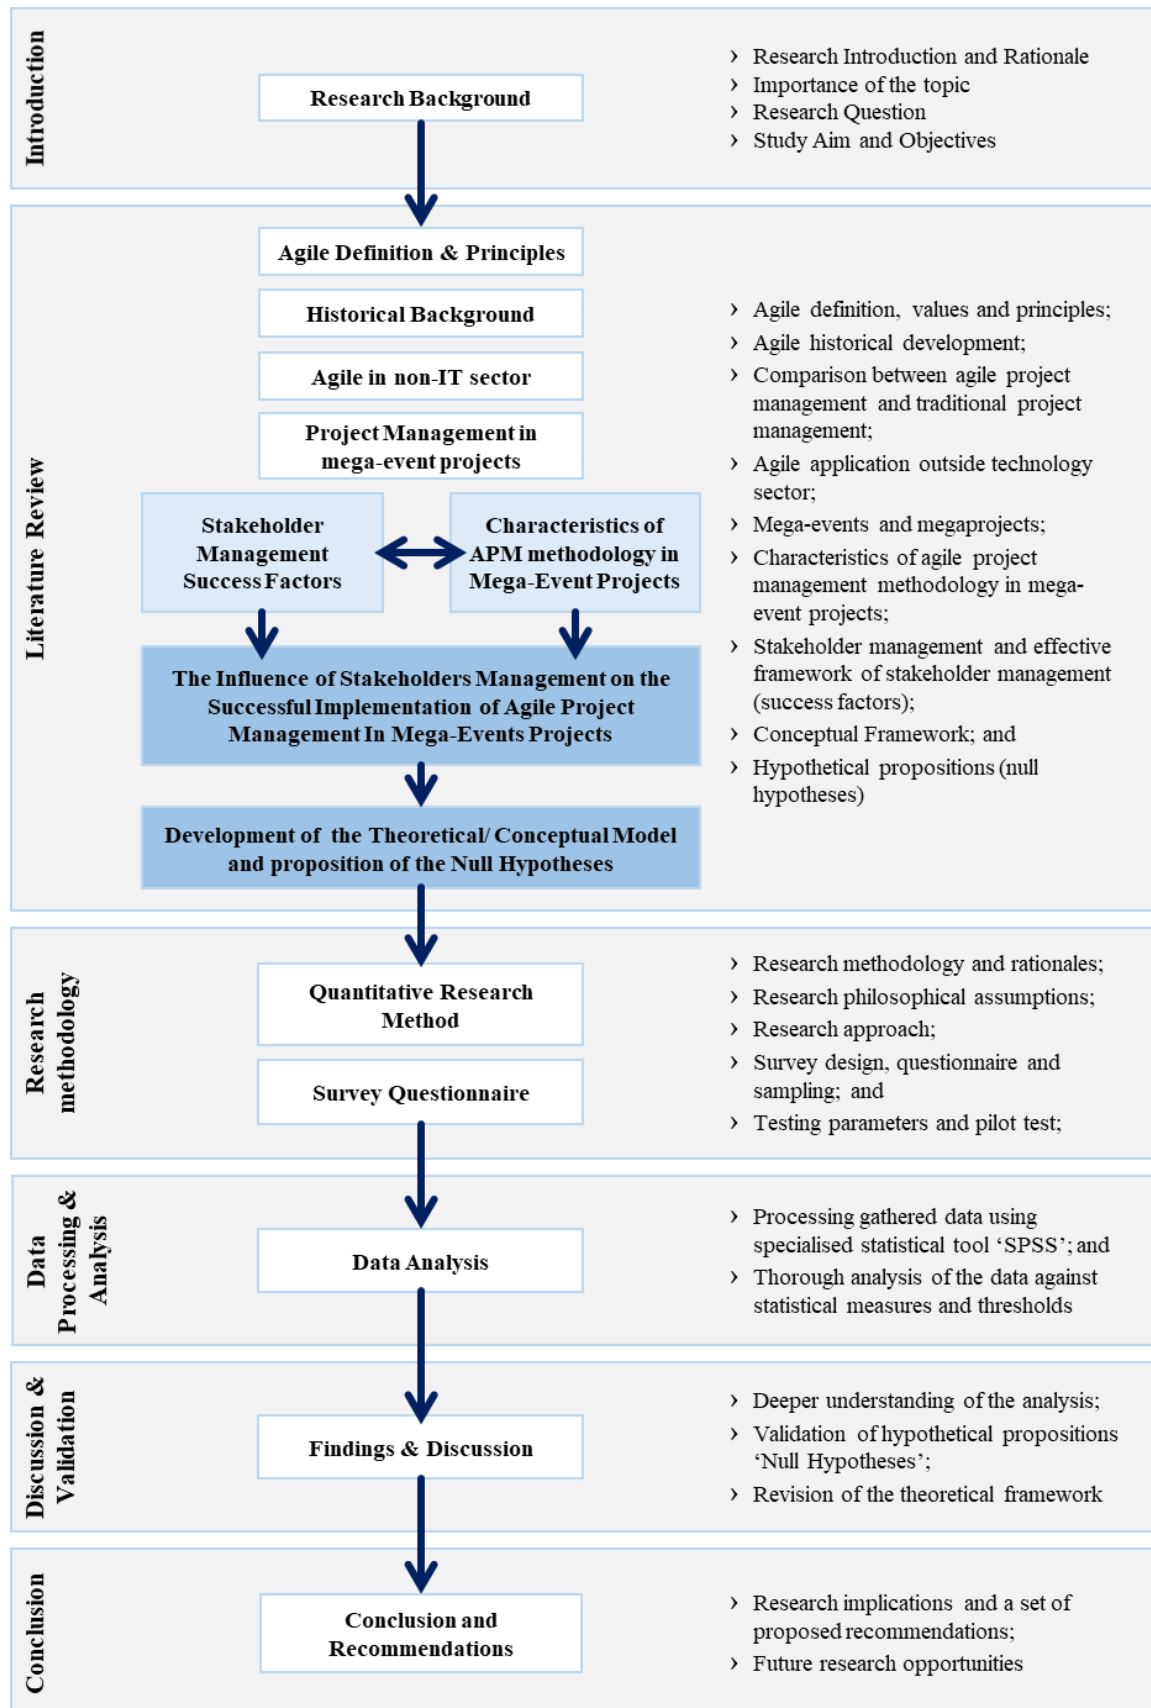 Introduction
Research Background
› Research Introduction and Rationale
› Importance of the topic
› Research Question
› Study Aim and Objectives
Literature Review
Agile Definition & Principles
Historical Background
Agile in non-IT sector
Project Management in
mega-event projects
Stakeholder
Management
Success Factors
Characteristics of
APM methodology in
Mega-Event Projects
The Influence of Stakeholders Management on the
Successful Implementation of Agile Project
Management In Mega-Events Projects
Development of the Theoretical/ Conceptual Model
and proposition of the Null Hypotheses
› Agile definition, values and principles;
› Agile historical development;
› Comparison between agile project
management and traditional project
management;
› Agile application outside technology
sector;
› Mega-events and megaprojects;
› Characteristics of agile project
management methodology in mega-
event projects;
› Stakeholder management and effective
framework of stakeholder management
(success factors);
› Conceptual Framework; and
› Hypothetical propositions (null
hypotheses)
Research
methodology
Quantitative Research
Method
Survey Questionnaire
› Research methodology and rationales;
› Research philosophical assumptions;
› Research approach;
› Survey design, questionnaire and
sampling; and
› Testing parameters and pilot test;
Data
Processing &
Analysis
Data Analysis
› Processing gathered data using
specialised statistical tool ‘SPSS’; and
› Thorough analysis of the data against
statistical measures and thresholds
Discussion &
Validation
Findings & Discussion
› Deeper understanding of the analysis;
› Validation of hypothetical propositions
‘Null Hypotheses’;
› Revision of the theoretical framework
Conclusion
Conclusion and
Recommendations
› Research implications and a set of
proposed recommendations;
› Future research opportunities